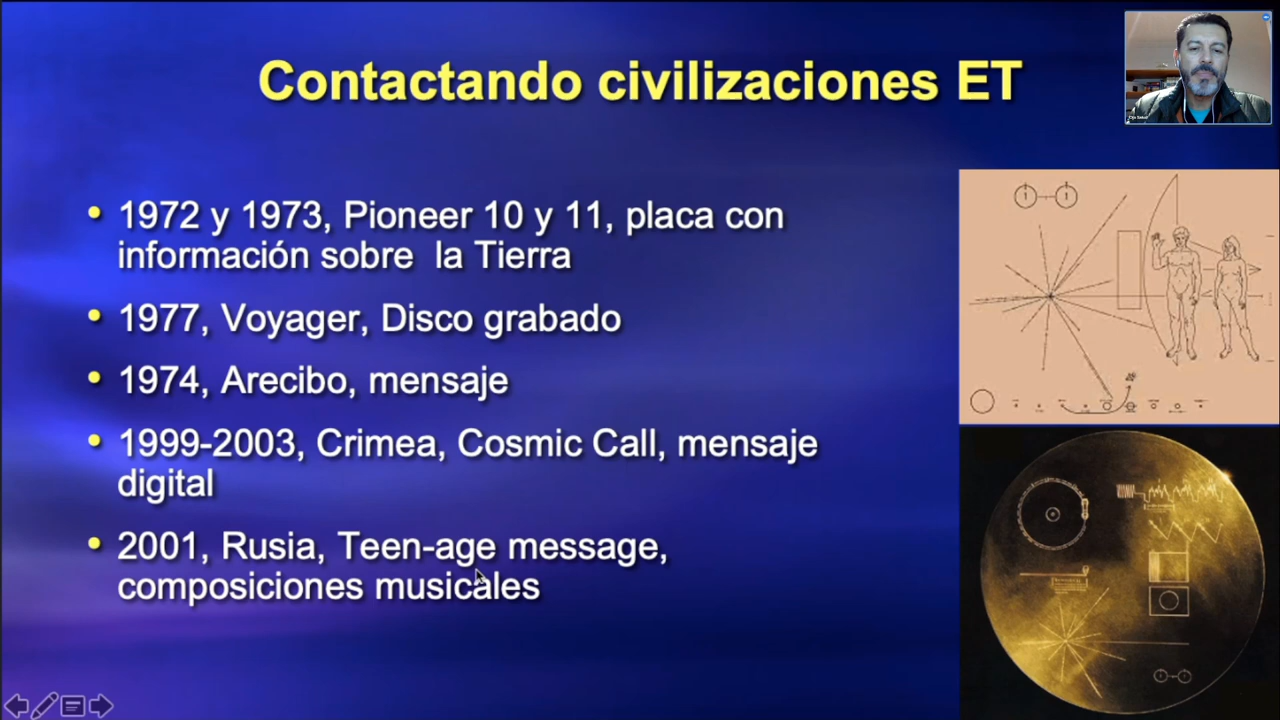 Contactando civilizaciones ET
• 1972 y 1973, Pioneer 10 y 11, placa con
información sobre la Tierra
• 1977, Voyager, Disco grabado
• 1974, Arecibo, mensaje
• 1999-2003, Crimea, Cosmic Call, mensaje
digital
• 2001, Rusia, Teen-age message,
composiciones musicales